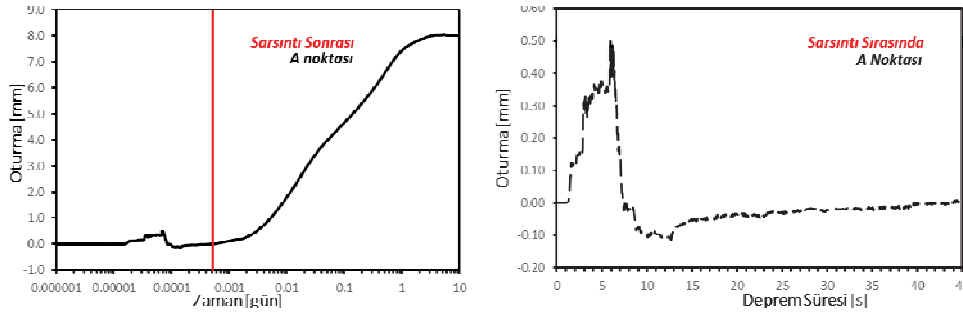 9.0
8.0
7.0
6.0
5.0
4.0
3.0
2.0
1.0
0.0
-1.0
Oturma [mm]
Sarsıntı Sonrası
A noktası
0.000001 0.00001 0.0001 0.001 0.01 0.1 1 10
Zaman [gün]
0.60
0.50
0.40
0.30
0.20
0.10
0.00
-0.10
-0.20
Oturma [mm]
Sarsıntı Sırasında
A Noktası
0 5 10 15 20 25 30 35 40
Deprem Süresi [s]